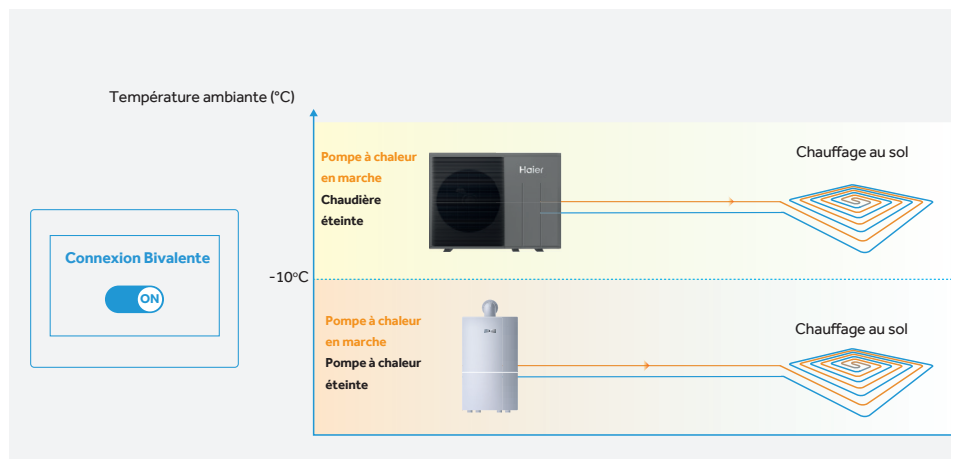 Température ambiante (°C)
Pompe à chaleur
en marche
Chaudière
éteinte
Haier
Chauffage au sol
Connexion Bivalente
ON
-10°C
Pompe à chaleur
en marche
Pompe à chaleur
éteinte
Chauffage au sol